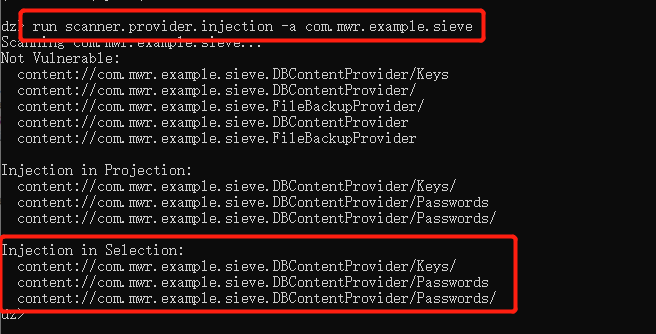 dz> run scanner.provider.injection -a com.mwr.example.sieve
Scanning com.mwr.example.sieve...
Not Vulnerable:
content://com.mwr.example.sieve.DBContentProvider/Keys
content://com.mwr.example.sieve.DBContentProvider/
content://com.mwr.example.sieve.FileBackupProvider/
content://com.mwr.example.sieve.DBContentProvider
content://com.mwr.example.sieve.FileBackupProvider
Injection in Projection:
content://com.mwr.example.sieve.DBContentProvider/Keys/
content://com.mwr.example.sieve.DBContentProvider/Passwords
content://com.mwr.example.sieve.DBContentProvider/Passwords/
Injection in Selection:
content://com.mwr.example.sieve.DBContentProvider/Keys/
content://com.mwr.example.sieve.DBContentProvider/Passwords
content://com.mwr.example.sieve.DBContentProvider/Passwords/
dz>